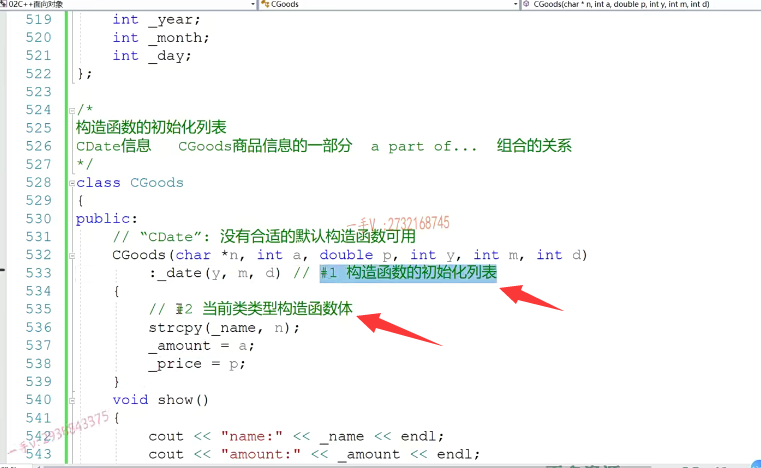 02C++面向对象 CGoods CGoods(char * n, int a, double p, int y, int m, int d)
519 int _year;
520 int _month;
521 int _day;
522 };
523
524 /*
525 构造函数的初始化列表
526 CDate信息 CGoods商品信息的一部分 a part of... 组合的关系
527 */
528 class CGoods
529 {
530 public:
一手V.:2732168745
531 // “CDate”: 没有合适的默认构造函数可用
532 CGoods(char *n, int a, double p, int y, int m, int d)
533 :_date(y, m, d) // #1 构造函数的初始化列表
534 {
535 // #2 当前类类型构造函数体
536 strcpy(_name, n);
537 _amount = a;
538 _price = p;
539 }
540 void show()
541 {
542 cout << "name:" << _name << endl;
543 cout << "amount:" << _amount << endl;
一手V:2938843375